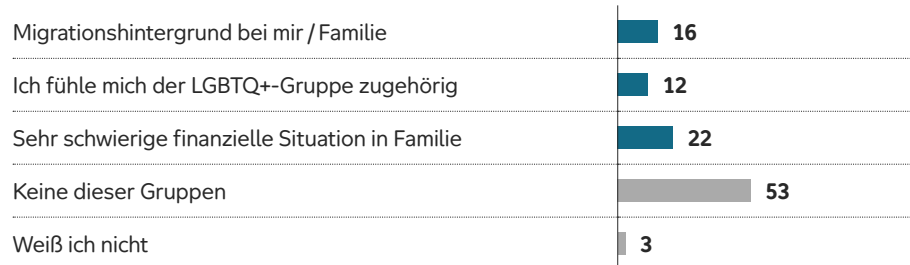 Migrationshintergrund bei mir / Familie 16
Ich fühle mich der LGBTQ+-Gruppe zugehörig 12
Sehr schwierige finanzielle Situation in Familie 22
Keine dieser Gruppen 53
Weiß ich nicht 3